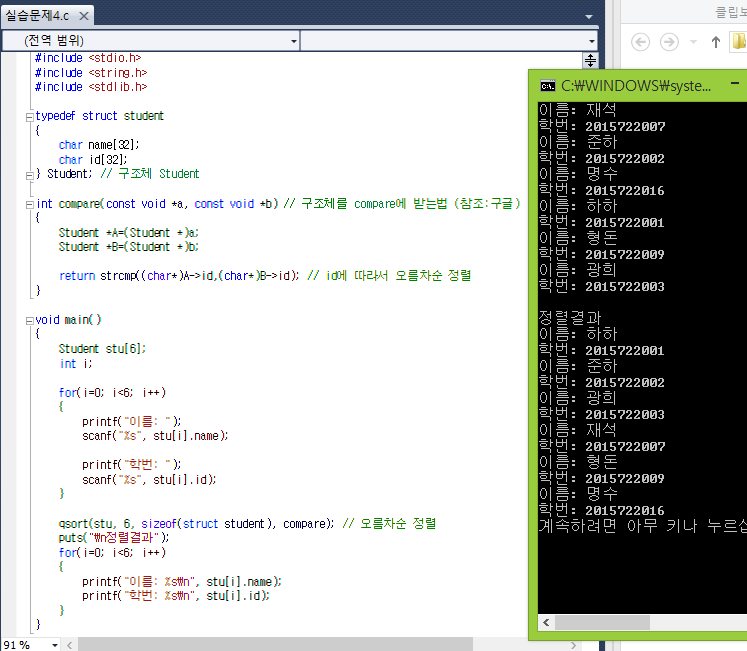 실습문제4.c
클립보
(전역 범위)
#include <stdio.h>
#include <string.h>
#include <stdlib.h>
typedef struct student
{
char name[32];
char id[32];
} Student; // 구조체 Student
int compare(const void *a, const void *b) // 구조체를 compare에 받는법 (참조:구글)
{
Student *A=(Student *)a;
Student *B=(Student *)b;
return strcmp((char*)A->id,(char*)B->id); // id에 따라서 오름차순 정렬
}
void main()
{
Student stu[6];
int i;
for(i=0; i<6; i++)
{
printf("이름: ");
scanf("%s", stu[i].name);
printf("학번: ");
scanf("%s", stu[i].id);
}
qsort(stu, 6, sizeof(struct student), compare); // 오름차순 정렬
puts("₩n정렬결과");
for(i=0; i<6; i++)
{
printf("이름: %s₩n", stu[i].name);
printf("학번: %s₩n", stu[i].id);
}
}
91 %
C:₩WINDOWS₩syste...
이름: 재석
학번: 2015722007
이름: 준하
학번: 2015722002
이름: 명수
학번: 2015722016
이름: 하하
학번: 2015722001
이름: 형돈
학번: 2015722009
이름: 광희
학번: 2015722003
정렬결과
이름: 하하
학번: 2015722001
이름: 준하
학번: 2015722002
이름: 광희
학번: 2015722003
이름: 재석
학번: 2015722007
이름: 형돈
학번: 2015722009
이름: 명수
학번: 2015722016
계속하려면 아무 키나 누르십